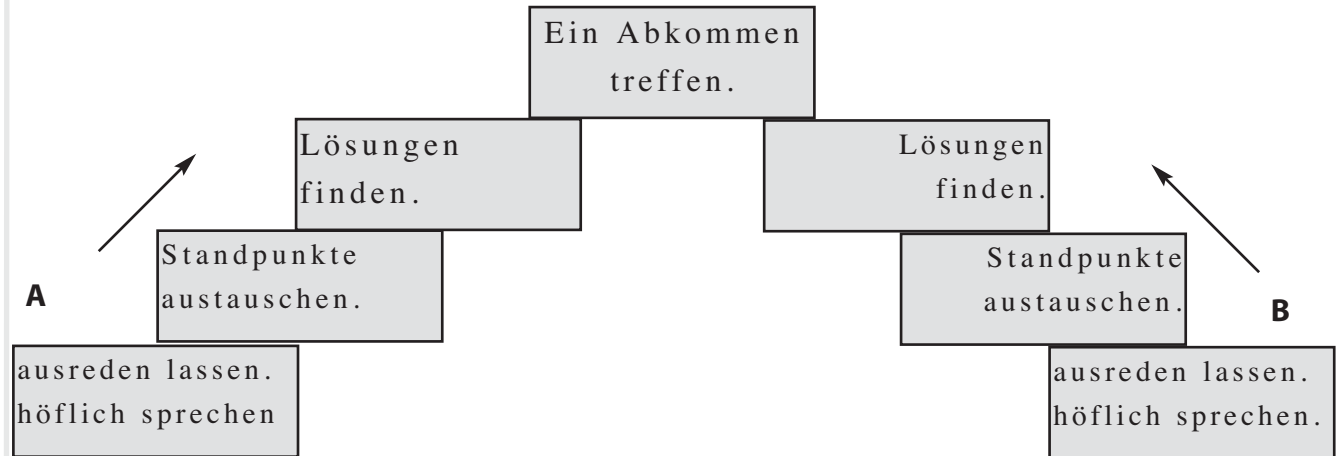 Ein Abkommen
treffen.
Lösungen
finden.
Lösungen
finden.
Standpunkte
austauschen.
Standpunkte
austauschen.
A
B
ausreden lassen.
höflich sprechen
ausreden lassen.
höflich sprechen.